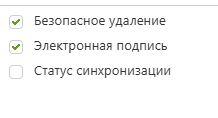 Безопасное удаление
Электронная подпись
Статус синхронизации